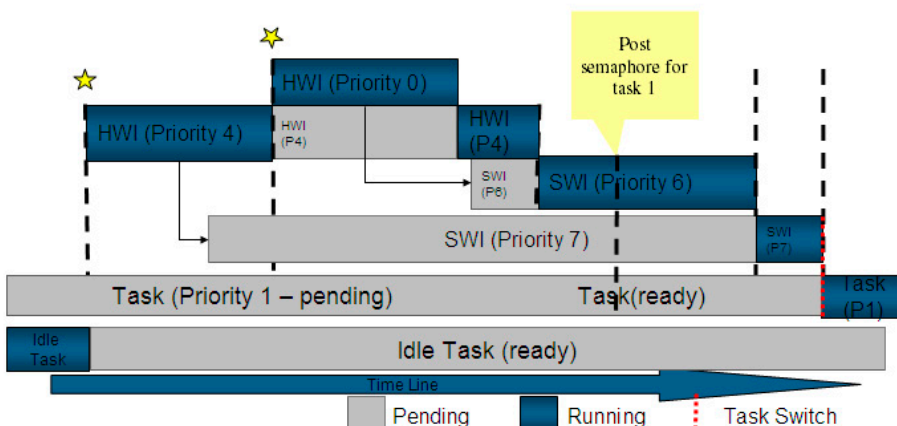 Post
semaphore for
task 1
HWI (Priority 0)
HWI (Priority 4)
HWI
(P4)
HWI
(P4)
SWI
(P6)
SWI (Priority 6)
SWI (Priority 7)
SWI
(P7)
Task (Priority 1 – pending)
Task(ready)
Task
(P1)
Idle
Task
Idle Task (ready)
Time Line
Pending
Running
Task Switch